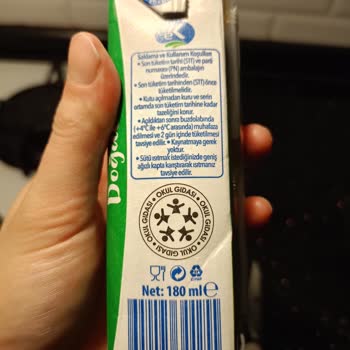 Saklama ve Kullanım Koşulları
• Son tüketim tarihi (STT) ve parti
numarası (PN) ambalajın
üzerindedir.
• Son tüketim tarihinden (STT) önce
tüketilmelidir.
• Kutu açılmadan kuru ve serin
ortamda son tüketim tarihine kadar
tazeliğini korur.
• Açıldıktan sonra buzdolabında
(+4°C ile +6°C arasında) muhafaza
edilmesi ve 2 gün içinde tüketilmesi
tavsiye edilir. • Kaynatmaya gerek
yoktur.
• Sütü ısıtmak istediğinizde geniş
ağızlı kapta karıştırarak ısıtmanız
tavsiye edilir.
Doğa
• OKUL GIDASI • OKUL GIDASI • OKUL GIDASI • OKUL GIDASI
Net: 180 ml e